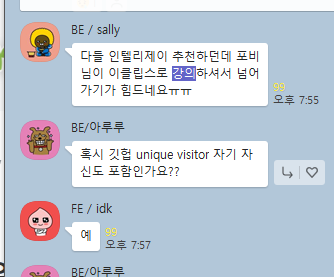 BE / sally
다들 인텔리제이 추천하던데 포비
님이 이클립스로 강의하셔서 넘어
가기가 힘드네요ㅠㅠ
99
오후 7:55
BE/아루루
혹시 깃헙 unique visitor 자기 자
신도 포함인가요??
FE / idk
예
99
오후 7:57
BE/아루루